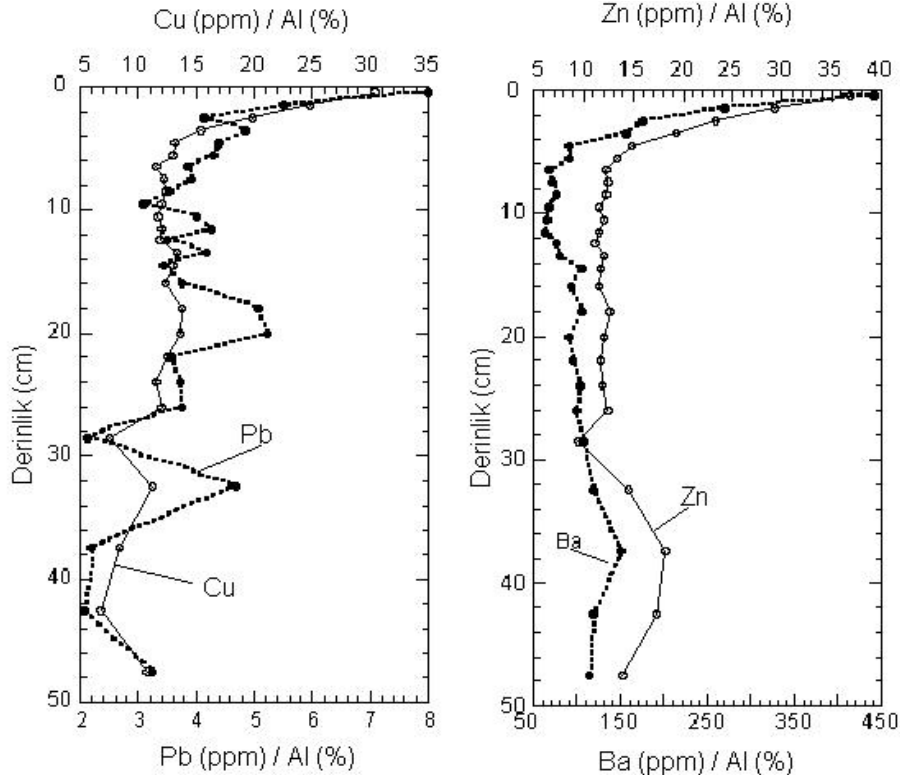 Cu (ppm) / Al (%)
5 10 15 20 25 30 35
0
10
20
30
40
50
Derinlik (cm)
Pb
Cu
2 3 4 5 6 7 8
Pb (ppm) / Al (%)
Zn (ppm) / Al (%)
5 10 15 20 25 30 35 40
0
10
20
30
40
50
Derinlik (cm)
Zn
Ba
50 150 250 350 450
Ba (ppm) / Al (%)